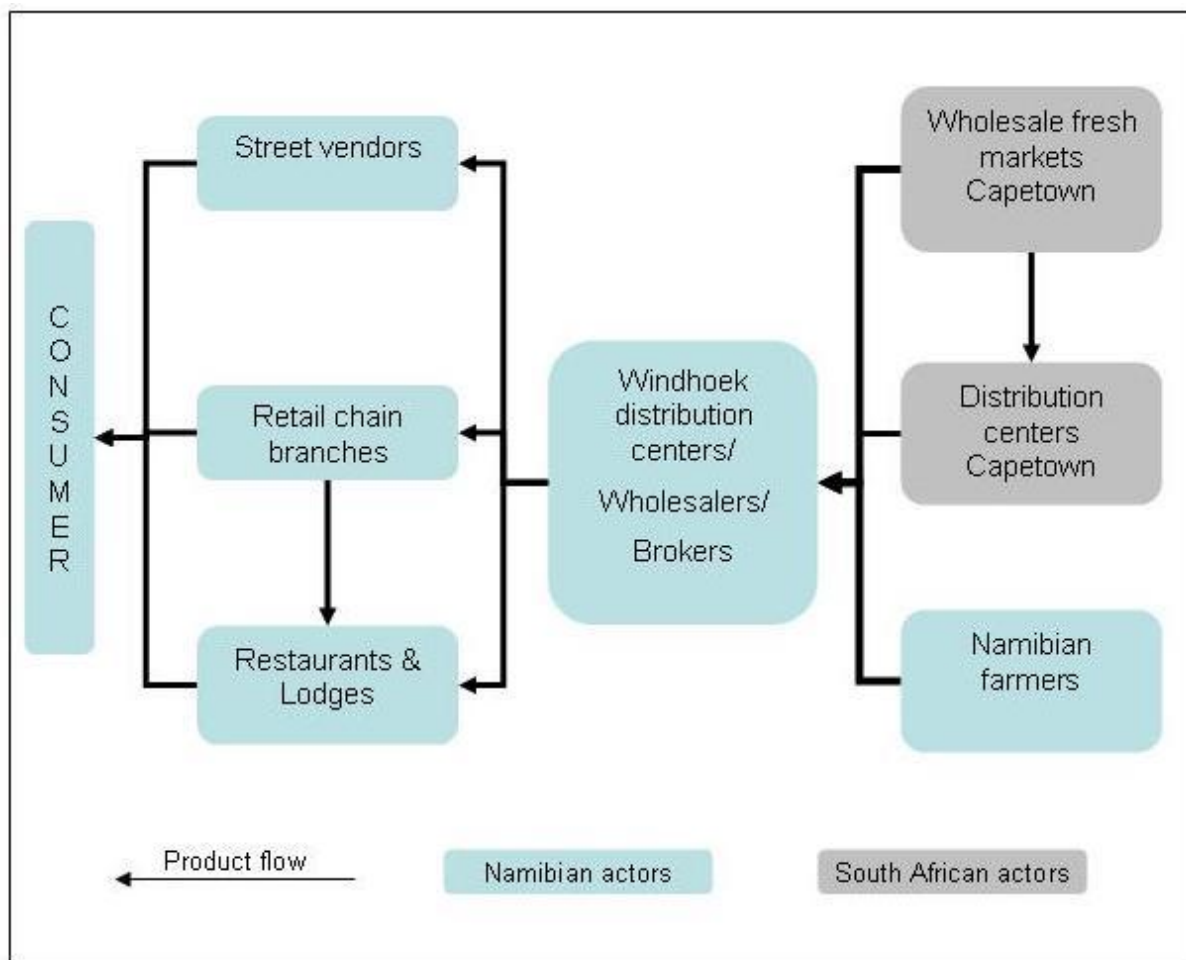 Street vendors
Wholesale fresh
markets
Capetown
C
O
N
S
U
M
E
R
Retail chain
branches
Windhoek
distribution
centers/
Wholesalers/
Brokers
Distribution
centers
Capetown
Restaurants &
Lodges
Namibian
farmers
Product flow
Namibian actors
South African actors